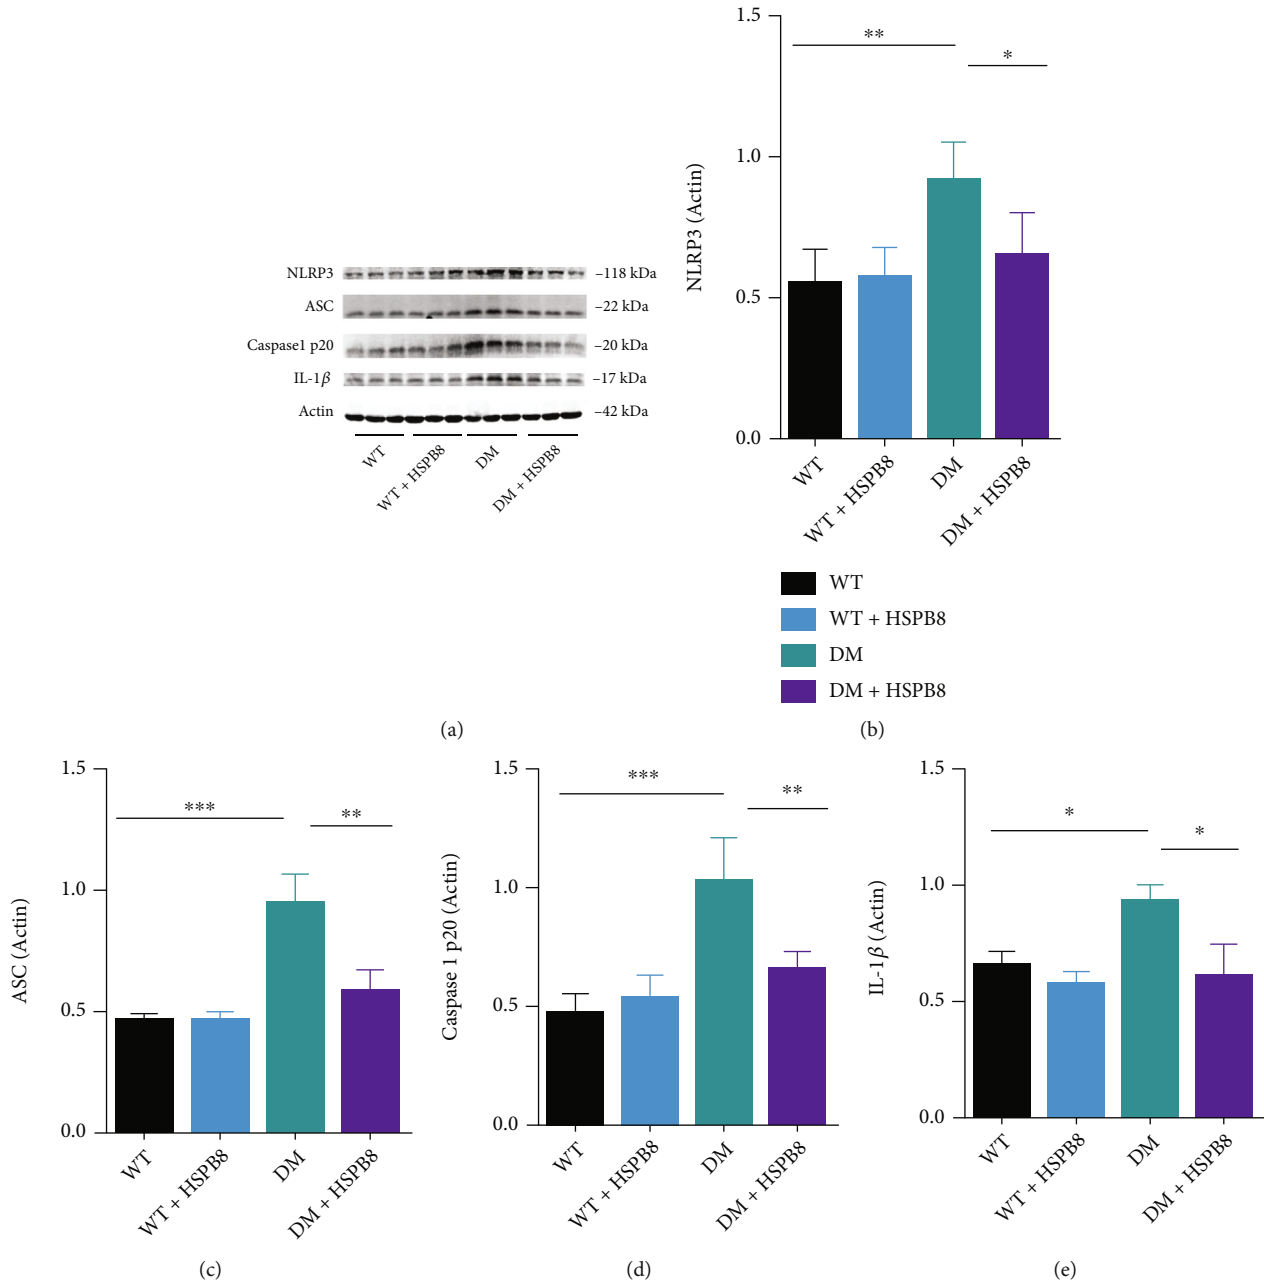 NLRP3
–118 kDa
ASC
–22 kDa
Caspase1 p20
–20 kDa
IL-1β
–17 kDa
Actin
–42 kDa
WT
WT + HSPB8
DM
DM + HSPB8
(a)
NLRP3 (Actin)
1.5
1.0
0.5
0.0
**
*
WT
WT + HSPB8
DM
DM + HSPB8
WT
WT + HSPB8
DM
DM + HSPB8
(b)
ASC (Actin)
1.5
1.0
0.5
0.0
***
**
WT
WT + HSPB8
DM
DM + HSPB8
(c)
Caspase 1 p20 (Actin)
1.5
1.0
0.5
0.0
***
**
WT
WT + HSPB8
DM
DM + HSPB8
(d)
IL-1β (Actin)
1.5
1.0
0.5
0.0
*
*
WT
WT + HSPB8
DM
DM + HSPB8
(e)